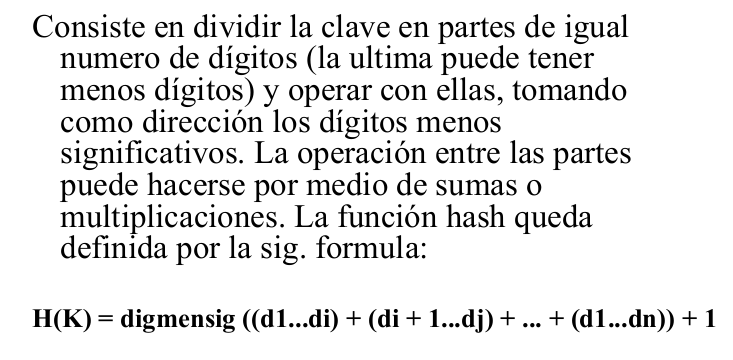 Consiste en dividir la clave en partes de igual
numero de dígitos (la ultima puede tener
menos dígitos) y operar con ellas, tomando
como dirección los dígitos menos
significativos. La operación entre las partes
puede hacerse por medio de sumas o
multiplicaciones. La función hash queda
definida por la sig. formula:
H(K) = digmensig ((d1...di) + (di + 1...dj) + ... + (d1...dn)) + 1